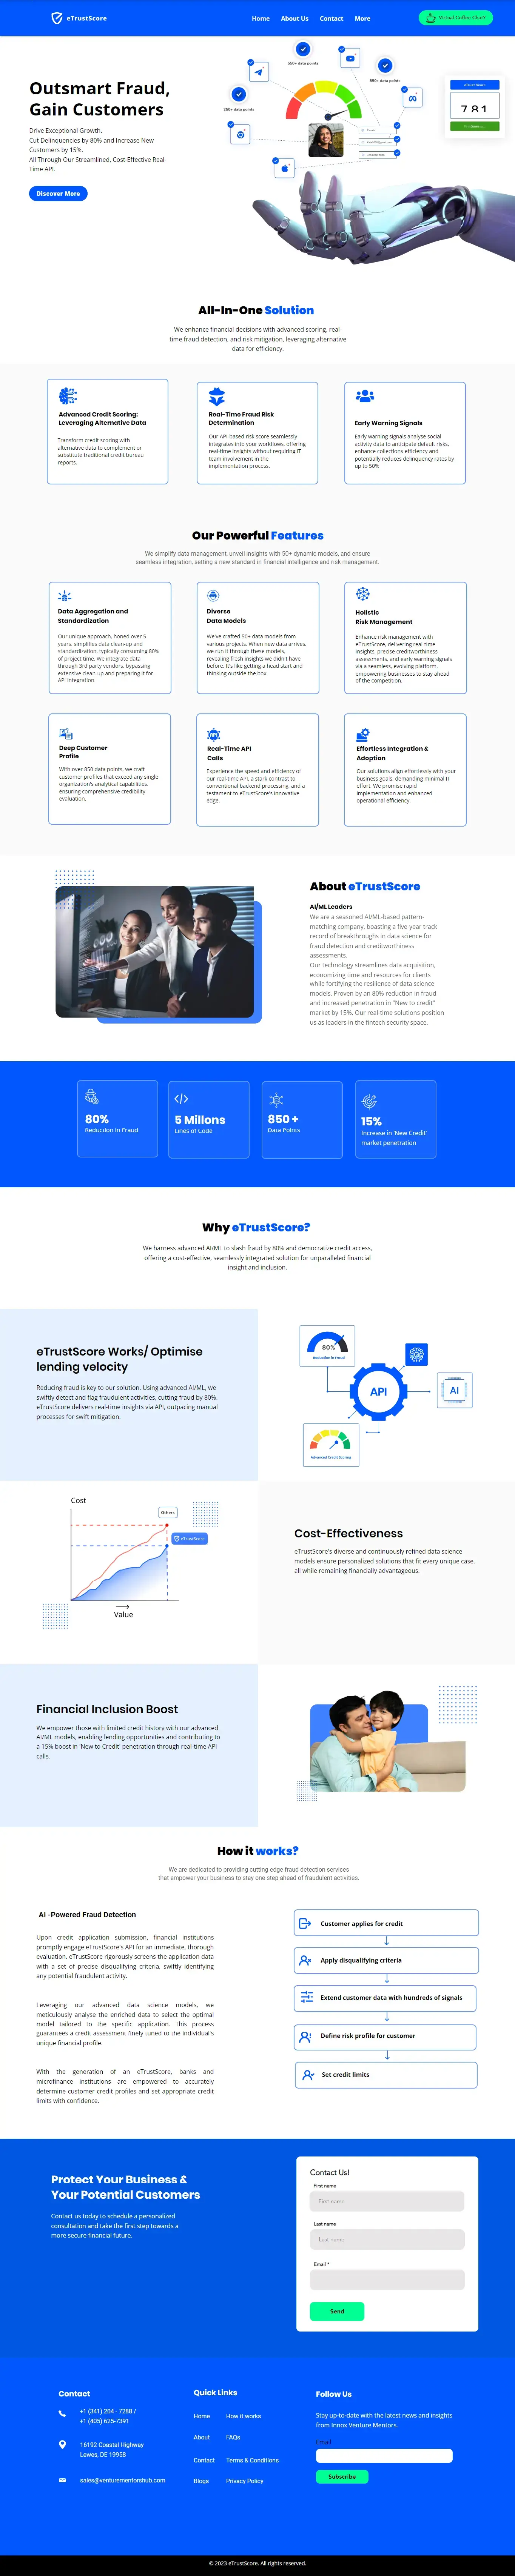 eTrustScore
Home
About Us
Contact
More
Virtual Coffee Chat?
Outsmart Fraud,
Gain Customers
Drive Exceptional Growth.
Cut Delinquencies by 80% and Increase New
Customers by 15%.
All Through Our Streamlined, Cost-Effective Real-
Time API.
Discover More
550+ data points
250+ data points
850+ data points
eTrust Score
781
All-In-One Solution
We enhance financial decisions with advanced scoring, real-
time fraud detection, and risk mitigation, leveraging alternative
data for efficiency.
Advanced Credit Scoring:
Leveraging Alternative Data
Transform credit scoring with
alternative data to complement or
substitute traditional credit bureau
reports.
Real-Time Fraud Risk
Determination
Our API-based risk score seamlessly
integrates into your workflows, offering
real-time insights without requiring IT
team involvement in the
implementation process.
Early Warning Signals
Early warning signals analyse social
activity data to anticipate default risks,
enhance collections efficiency and
potentially reduces delinquency rates by
up to 50%
Our Powerful Features
We simplify data management, unveil insights with 50+ dynamic models, and ensure
seamless integration, setting a new standard in financial intelligence and risk management.
Data Aggregation and
Standardization
Our unique approach, honed over 5
years, simplifies data clean-up and
standardization, typically consuming 80%
of project time. We integrate data
through 3rd party vendors, bypassing
extensive clean-up and preparing it for
API integration.
Diverse
Data Models
We've crafted 50+ data models from
various projects. When new data arrives,
we run it through these models,
revealing fresh insights we didn't have
before. It's like getting a head start and
thinking outside the box.
Holistic
Risk Management
Enhance risk management with
eTrustScore, delivering real-time
insights, precise creditworthiness
assessments, and early warning signals
via a seamless, evolving platform,
empowering businesses to stay ahead
of the competition.
Deep Customer
Profile
With over 850 data points, we craft
customer profiles that exceed any single
organization's analytical capabilities,
ensuring comprehensive credibility
evaluation.
API
Real-Time API
Calls
Experience the speed and efficiency of
our real-time API, a stark contrast to
conventional backend processing, and a
testament to eTrustScore's innovative
edge.
Effortless Integration &
Adoption
Our solutions align effortlessly with your
business goals, demanding minimal IT
effort. We promise rapid
implementation and enhanced
operational efficiency.
About eTrustScore
AI/ML Leaders
We are a seasoned AI/ML-based pattern-
matching company, boasting a five-year track
record of breakthroughs in data science for
fraud detection and creditworthiness
assessments.
Our technology streamlines data acquisition,
economizing time and resources for clients
while fortifying the resilience of data science
models. Proven by an 80% reduction in fraud
and increased penetration in "New to credit"
market by 15%. Our real-time solutions position
us as leaders in the fintech security space.
80%
Reduction in Fraud
5 Millons
Lines of Code
850+
Data Points
15%
Increase in 'New Credit'
market penetration
Why eTrustScore?
We harness advanced AI/ML to slash fraud by 80% and democratize credit access,
offering a cost-effective, seamlessly integrated solution for unparalleled financial
insight and inclusion.
eTrustScore Works/ Optimise
lending velocity
Reducing fraud is key to our solution. Using advanced AI/ML, we
swiftly detect and flag fraudulent activities, cutting fraud by 80%.
eTrustScore delivers real-time insights via API, outpacing manual
processes for swift mitigation.
80%
Reduction in Fraud
API
AI
Advanced Credit Scoring
Cost
Others
eTrustScore
Value
Cost-Effectiveness
eTrustScore's diverse and continuously refined data science
models ensure personalized solutions that fit every unique case,
all while remaining financially advantageous.
Financial Inclusion Boost
We empower those with limited credit history with our advanced
AI/ML models, enabling lending opportunities and contributing to
a 15% boost in 'New to Credit' penetration through real-time API
calls.
How it works?
We are dedicated to providing cutting-edge fraud detection services
that empower your business to stay one step ahead of fraudulent activities.
AI -Powered Fraud Detection
Upon credit application submission, financial institutions
promptly engage eTrustScore's API for an immediate, thorough
evaluation. eTrustScore rigorously screens the application data
with a set of precise disqualifying criteria, swiftly identifying
any potential fraudulent activity.
Leveraging our advanced data science models, we
meticulously analyse the enriched data to select the optimal
model tailored to the specific application. This process
guarantees a credit assessment finely tuned to the individual's
unique financial profile.
With the generation of an eTrustScore, banks and
microfinance institutions are empowered to accurately
determine customer credit profiles and set appropriate credit
limits with confidence.
Customer applies for credit
Apply disqualifying criteria
Extend customer data with hundreds of signals
Define risk profile for customer
Set credit limits
Protect Your Business &
Your Potential Customers
Contact us today to schedule a personalized
consultation and take the first step towards a
more secure financial future.
Contact Us!
First name
First name
Last name
Last name
Email *
Send
Contact
+1 (341) 204 - 7288 /
+1 (405) 625-7391
16192 Coastal Highway
Lewes, DE 19958
sales@venturementorshub.com
Quick Links
Home
How it works
About
FAQs
Contact
Terms & Conditions
Blogs
Privacy Policy
Follow Us
Stay up-to-date with the latest news and insights
from Innox Venture Mentors.
Email
Subscribe
© 2023 eTrustScore. All rights reserved.